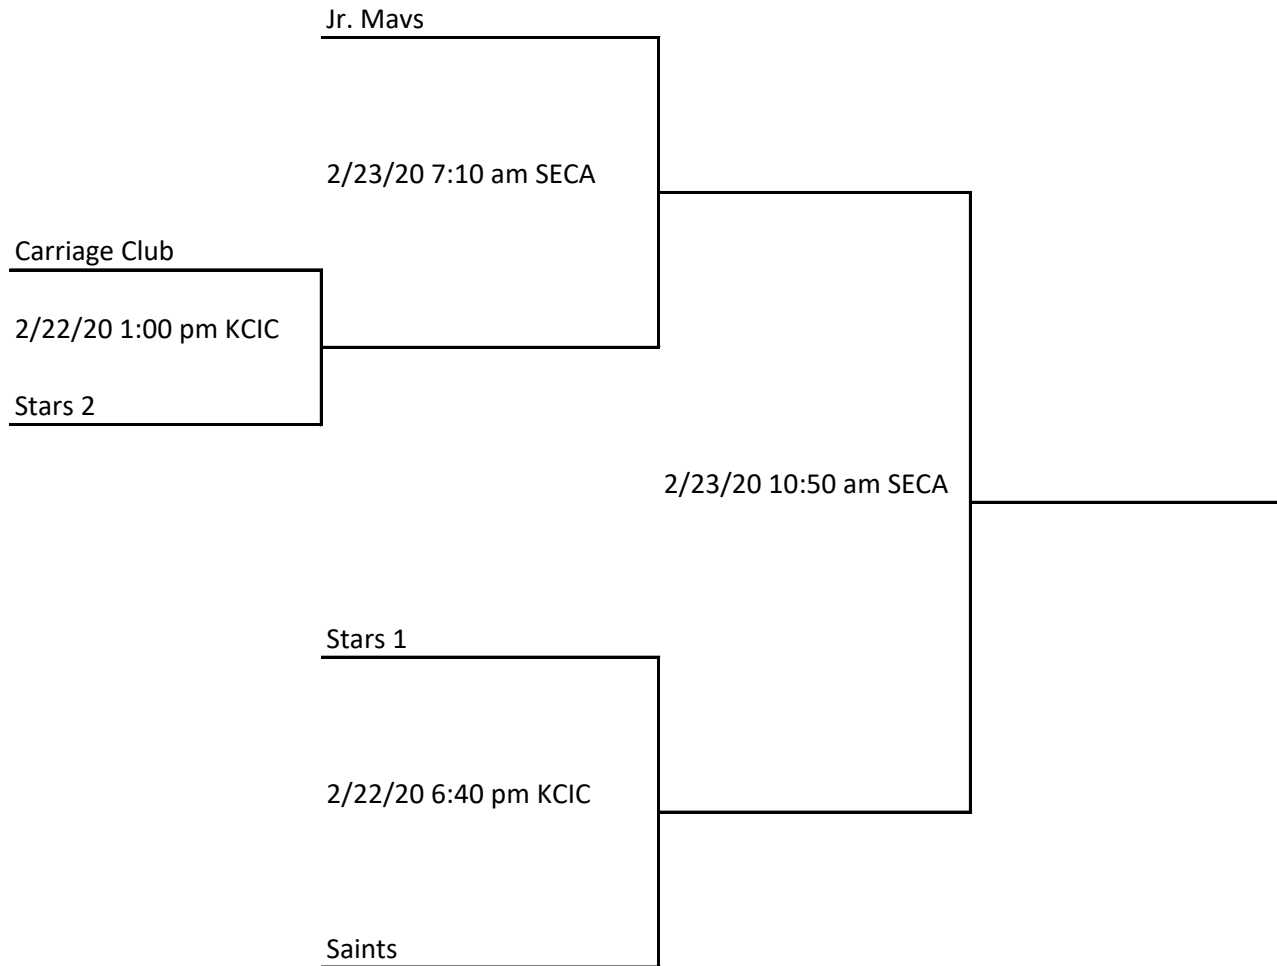 Jr. Mavs
2/23/20 7:10 am SECA
Carriage Club
2/22/20 1:00 pm KCIC
Stars 2
2/23/20 10:50 am SECA
Stars 1
2/22/20 6:40 pm KCIC
Saints